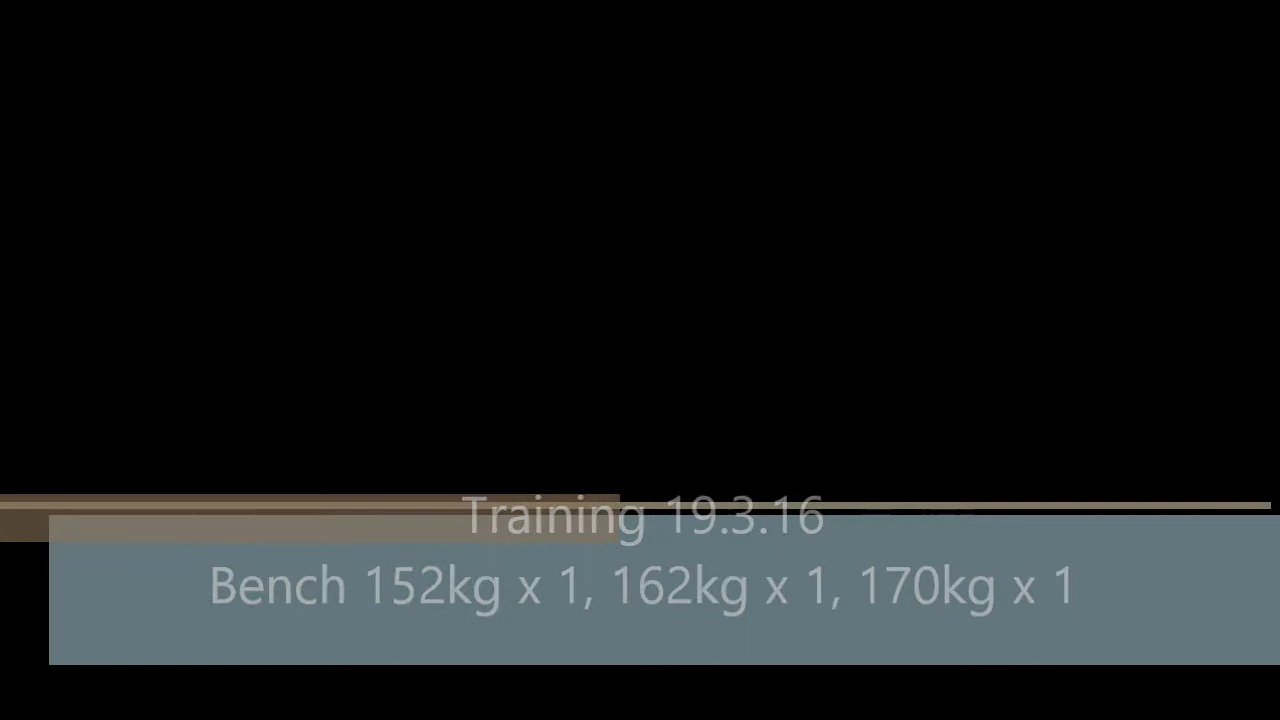 Training 19.3.16
Bench 152kg x 1, 162kg x 1, 170kg x 1